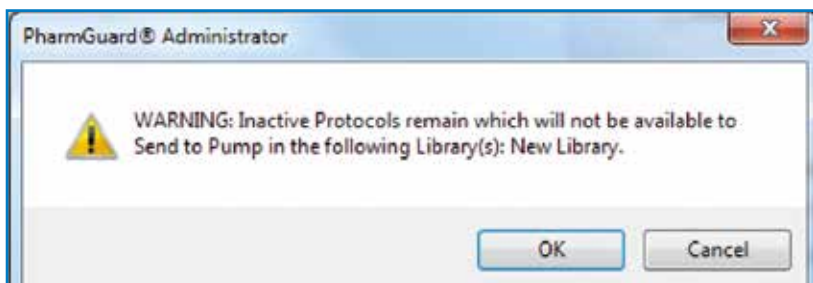 PharmGuard® Administrator
WARNING: Inactive Protocols remain which will not be available to
Send to Pump in the following Library(s): New Library.
OK
Cancel